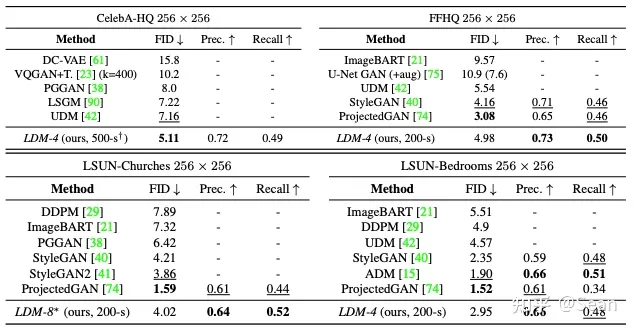 CelebA-HQ 256 × 256
Method FID ↓ Prec. ↑ Recall ↑
DC-VAE [61] 15.8 - -
VQGAN+T. [23] (k=400) 10.2 - -
PGGAN [38] 8.0 - -
LSGM [90] 7.22 - -
UDM [42] 7.16 - -
LDM-4 (ours, 500-s†) 5.11 0.72 0.49
FFHQ 256 × 256
Method FID ↓ Prec. ↑ Recall ↑
ImageBART [21] 9.57 - -
U-Net GAN (+aug) [75] 10.9 (7.6) - -
UDM [42] 5.54 - -
StyleGAN [40] 4.16 0.71 0.46
ProjectedGAN [74] 3.08 0.65 0.46
LDM-4 (ours, 200-s) 4.98 0.73 0.50
LSUN-Churches 256 × 256
Method FID ↓ Prec. ↑ Recall ↑
DDPM [29] 7.89 - -
ImageBART [21] 7.32 - -
PGGAN [38] 6.42 - -
StyleGAN [40] 4.21 - -
StyleGAN2 [41] 3.86 - -
ProjectedGAN [74] 1.59 0.61 0.44
LDM-8* (ours, 200-s) 4.02 0.64 0.52
LSUN-Bedrooms 256 × 256
Method FID ↓ Prec. ↑ Recall ↑
ImageBART [21] 5.51 - -
DDPM [29] 4.9 - -
UDM [42] 4.57 - -
StyleGAN [40] 2.35 0.59 0.48
ADM [15] 1.90 0.66 0.51
ProjectedGAN [74] 1.52 0.61 0.34
LDM-4 (ours, 200-s) 2.95 0.66 0.48
知乎 @Sean